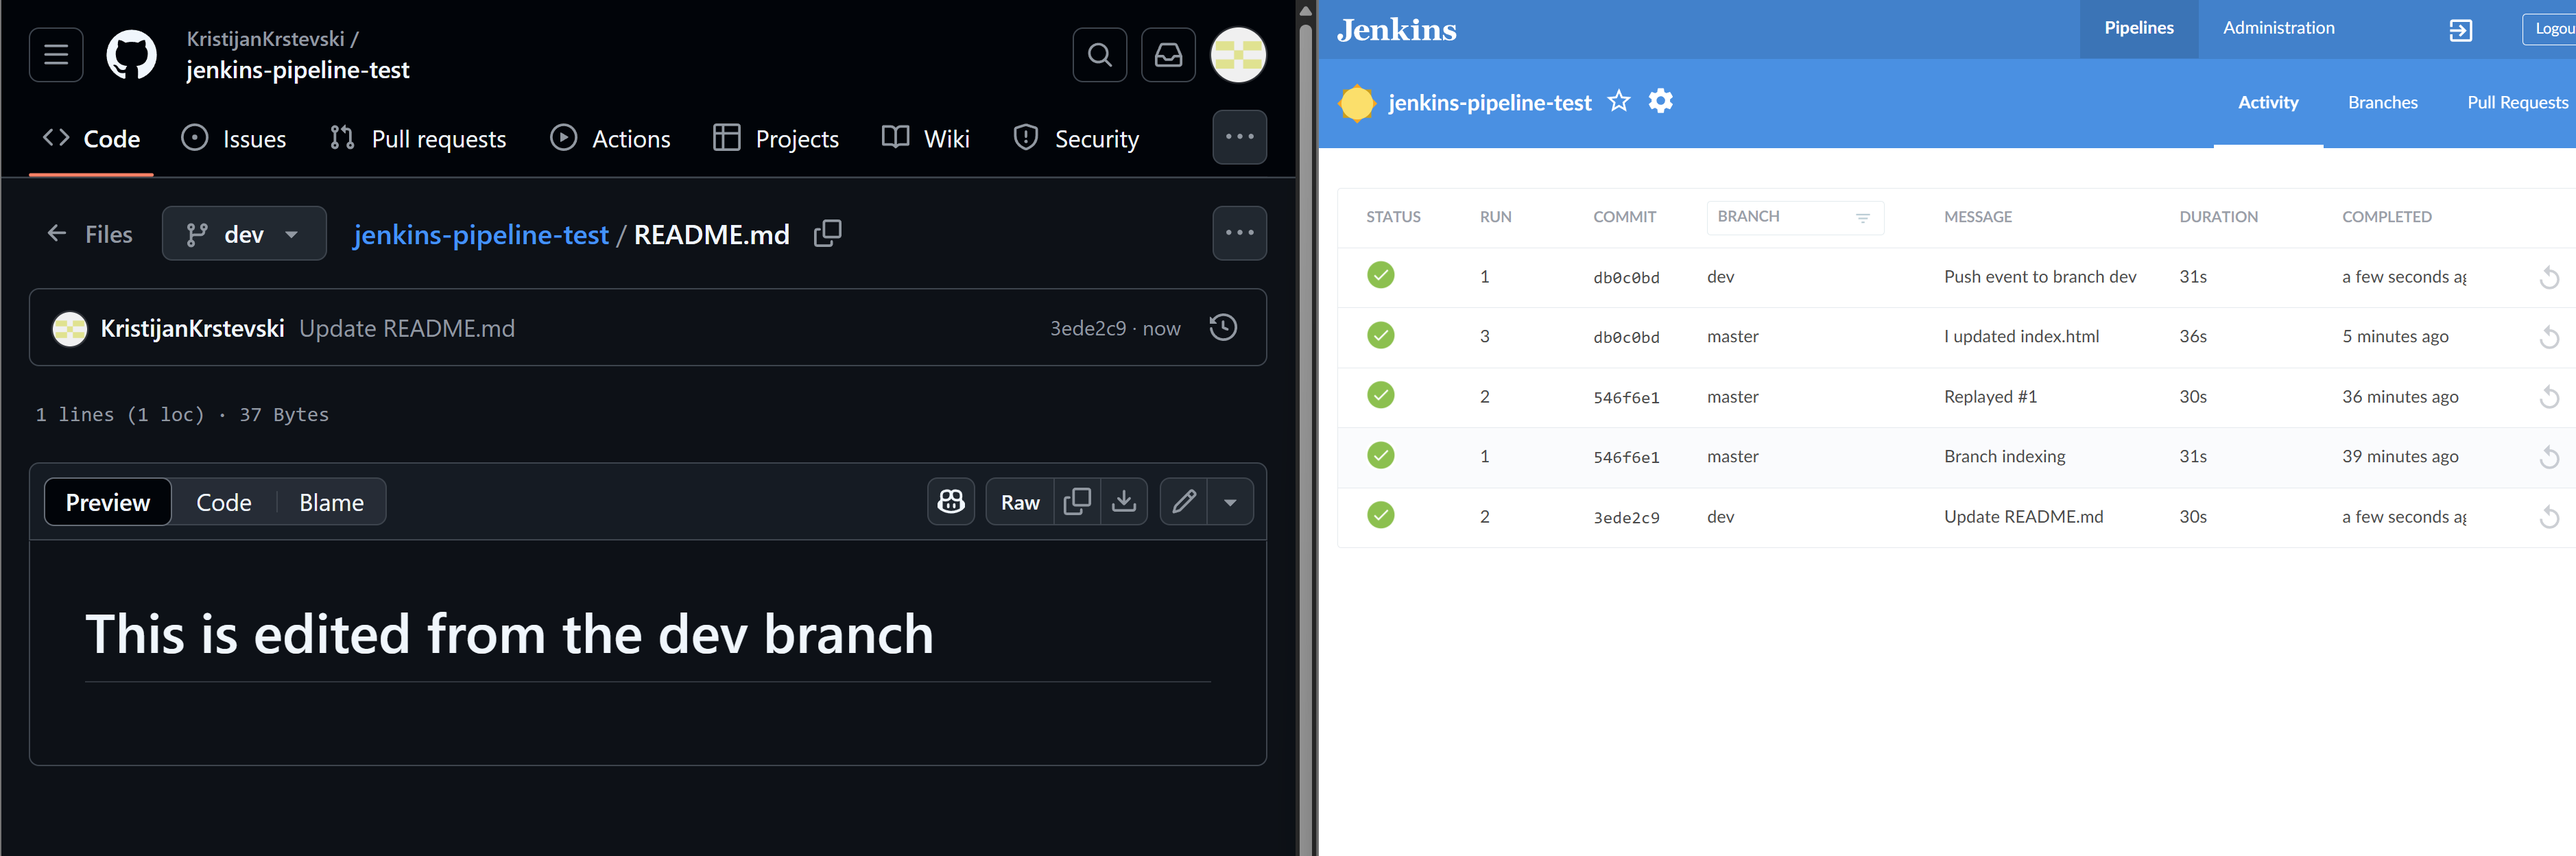 KristijanKrstevski /
jenkins-pipeline-test
Code Issues Pull requests Actions Projects Wiki Security
Files dev jenkins-pipeline-test / README.md
KristijanKrstevski Update README.md 3ede2c9 · now
1 lines (1 loc) · 37 Bytes
Preview Code Blame Raw
This is edited from the dev branch
Jenkins Pipelines Administration
jenkins-pipeline-test Activity Branches Pull Requests
STATUS RUN COMMIT BRANCH MESSAGE DURATION COMPLETED
1 db0c0bd dev Push event to branch dev 31s a few seconds
3 db0c0bd master I updated index.html 36s 5 minutes ago
2 546f6e1 master Replayed #1 30s 36 minutes ago
1 546f6e1 master Branch indexing 31s 39 minutes ago
2 3ede2c9 dev Update README.md 30s a few seconds